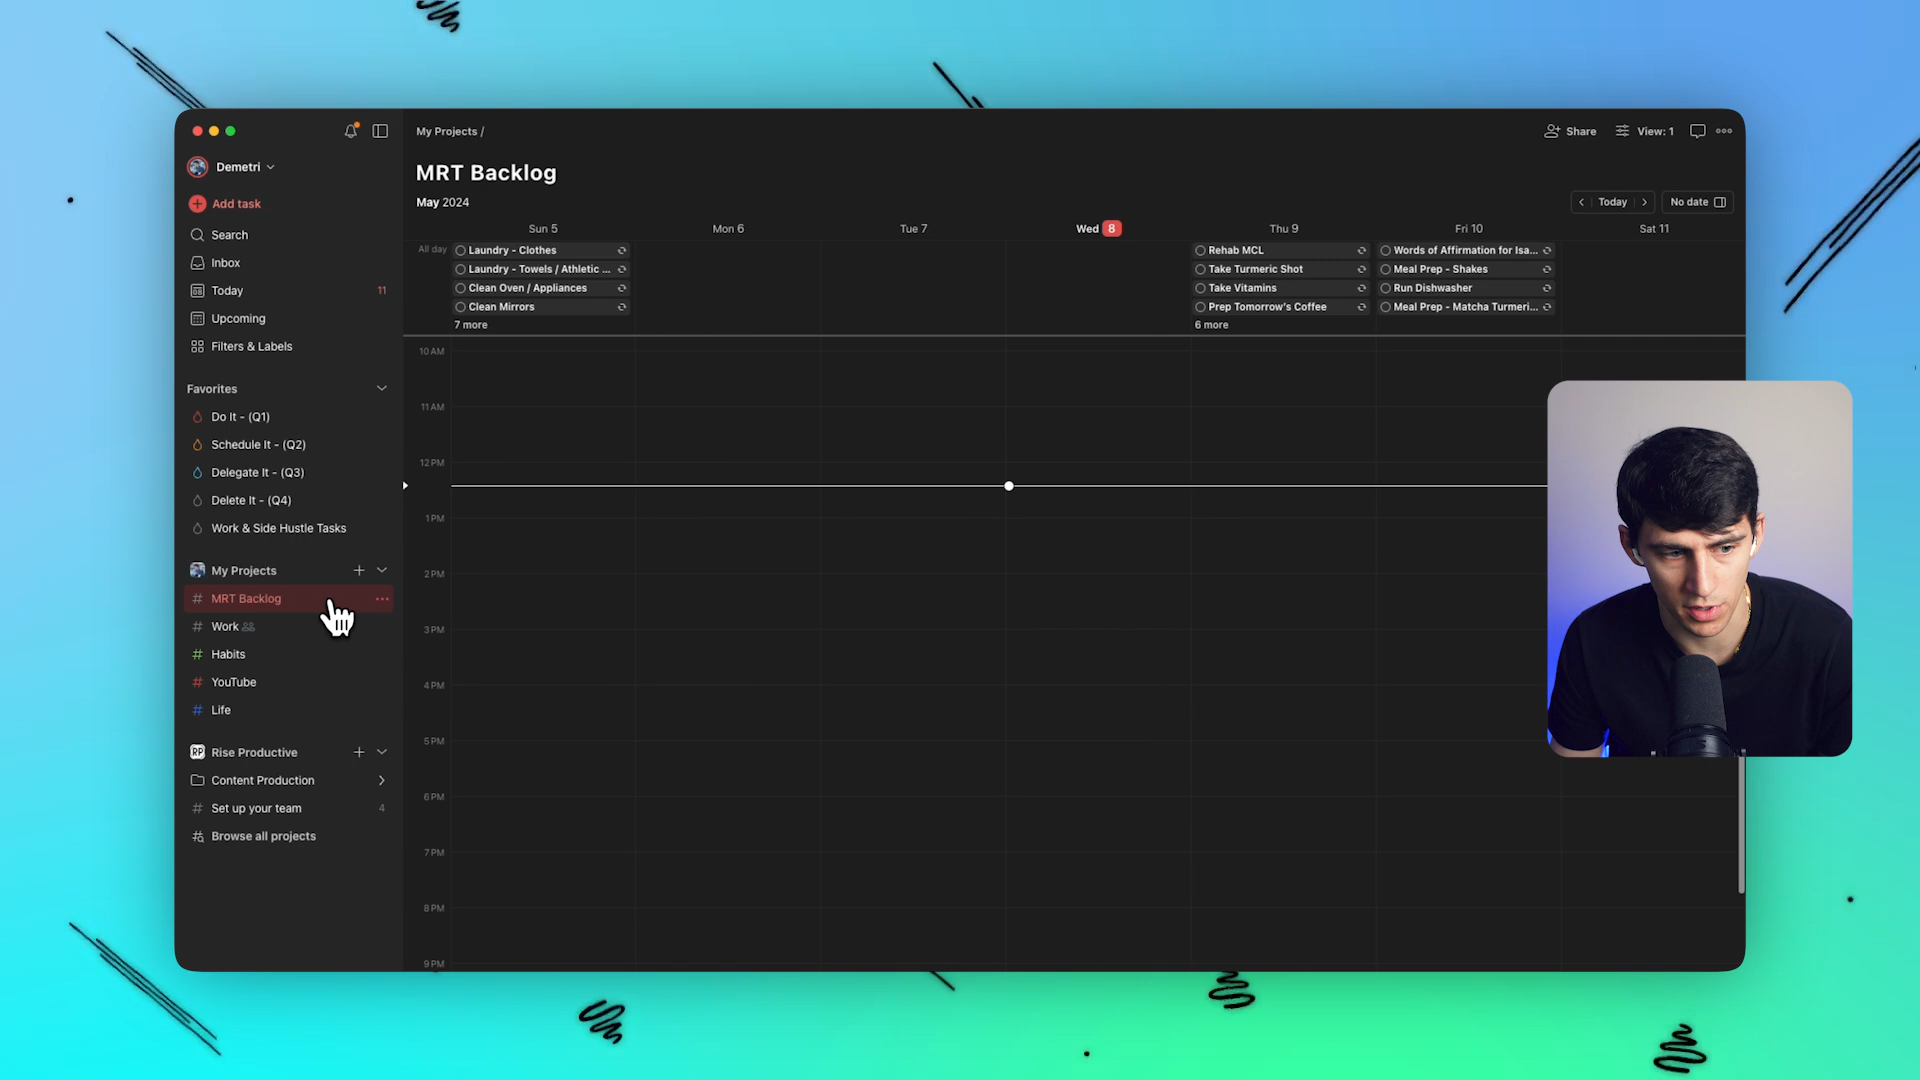 My Projects /
Share
View: 1
Demetri
MRT Backlog
Add task
May 2024
Today
No date
Search
Sun 5
Mon 6
Tue 7
Wed 8
Thu 9
Fri 10
Sat 11
Inbox
Today
11
Upcoming
Filters & Labels
All day
Laundry - Clothes
Laundry - Towels / Athletic ...
Clean Oven / Appliances
Clean Mirrors
7 more
Rehab MCL
Take Turmeric Shot
Take Vitamins
Prep Tomorrow's Coffee
6 more
Words of Affirmation for Isa...
Meal Prep - Shakes
Run Dishwasher
Meal Prep - Matcha Turmeri...
Favorites
Do It - (Q1)
Schedule It - (Q2)
Delegate It - (Q3)
Delete It - (Q4)
Work & Side Hustle Tasks
My Projects
# MRT Backlog
# Work
# Habits
# YouTube
# Life
RP Rise Productive
Content Production
# Set up your team
4
Browse all projects
10 AM
11 AM
12 PM
1 PM
2 PM
3 PM
4 PM
5 PM
6 PM
7 PM
8 PM
9 PM